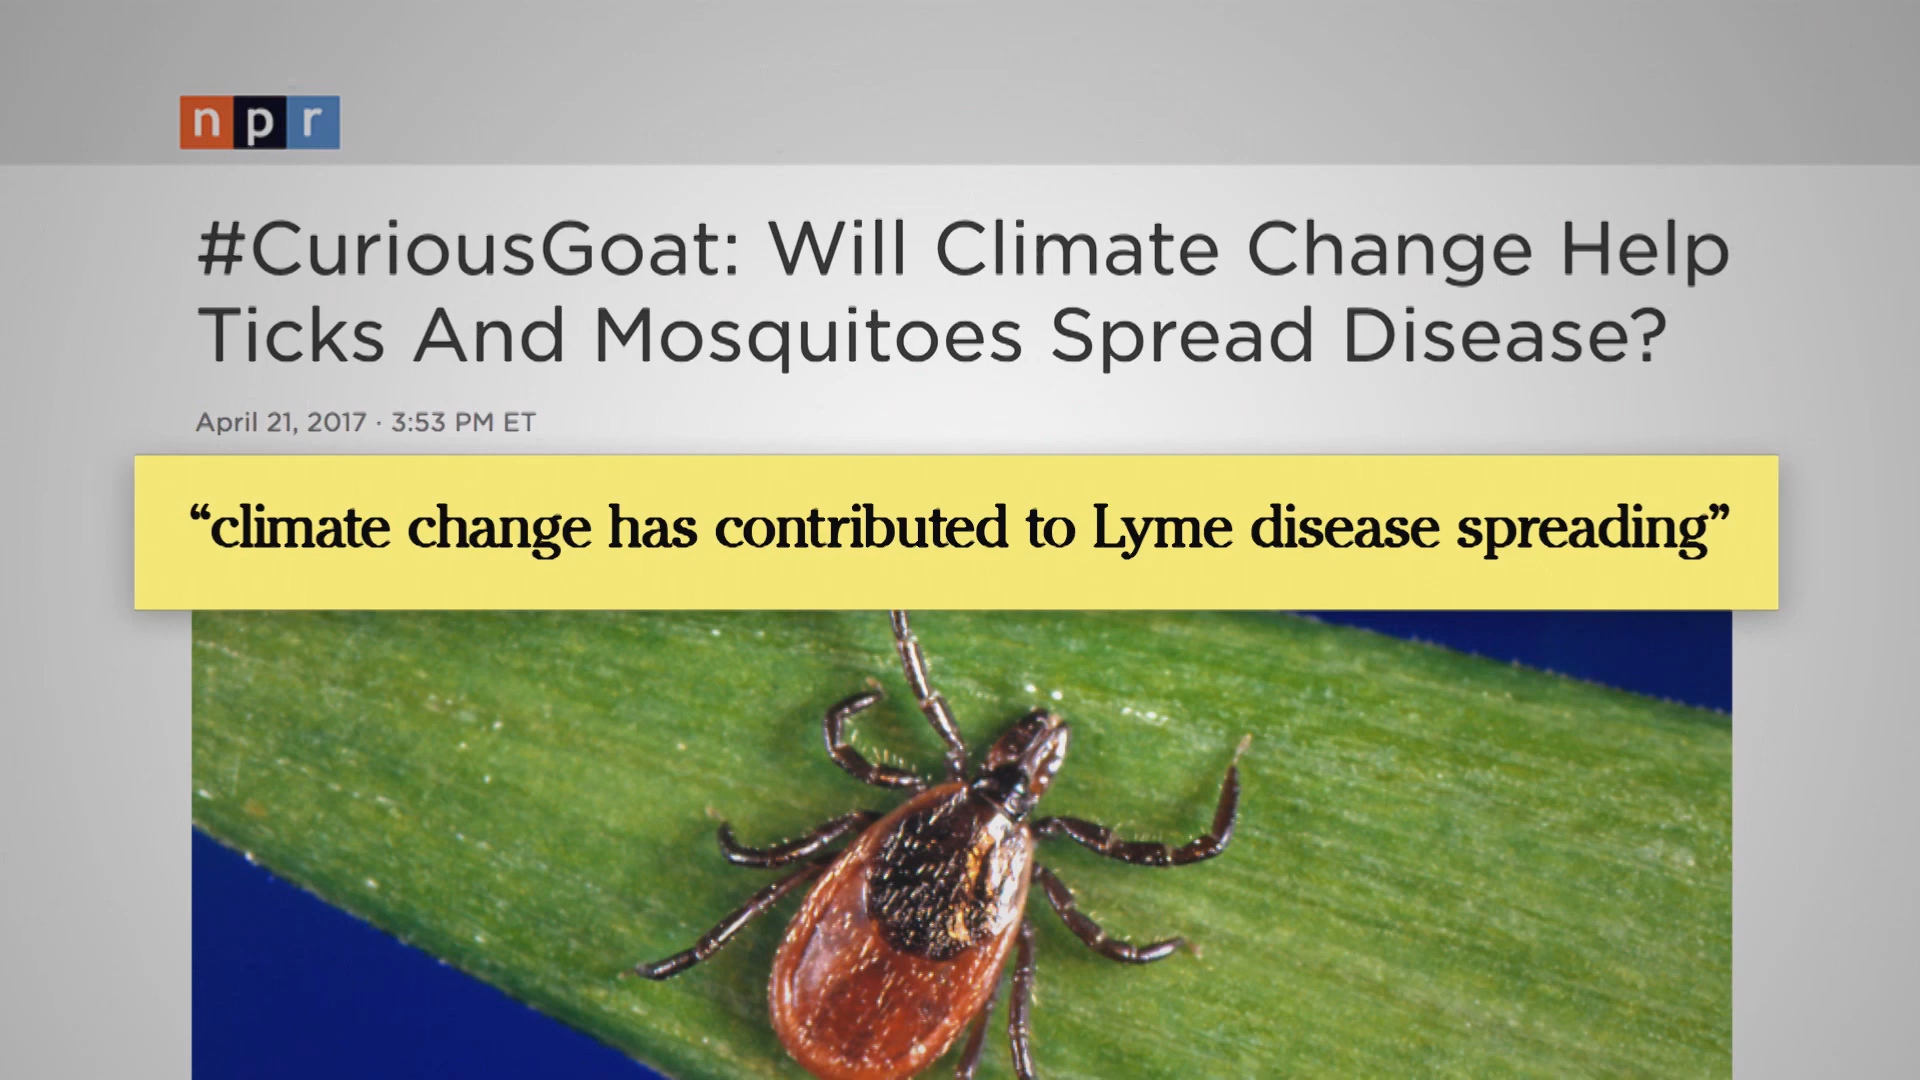 npr
#CuriousGoat: Will Climate Change Help
Ticks And Mosquitoes Spread Disease?
April 21, 2017 · 3:53 PM ET
“climate change has contributed to Lyme disease spreading”